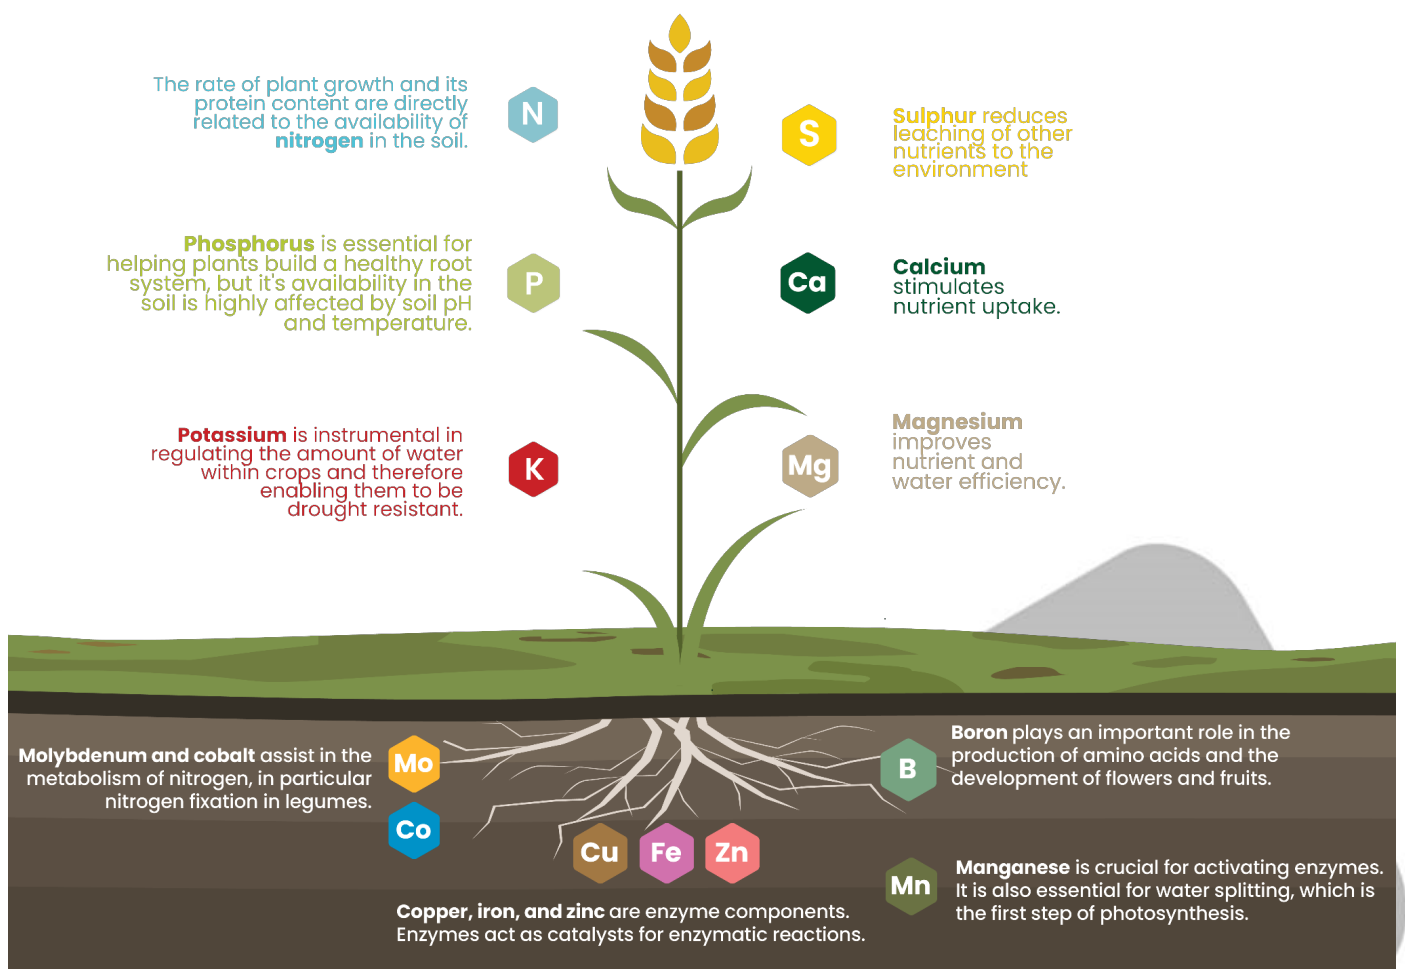 The rate of plant growth and its
protein content are directly
related to the availability of
nitrogen in the soil.
N
S
Sulphur reduces
leaching of other
nutrients to the
environment
Phosphorus is essential for
helping plants build a healthy root
system, but it's availability in the
soil is highly affected by soil pH
and temperature.
P
Ca
Calcium
stimulates
nutrient uptake.
Potassium is instrumental in
regulating the amount of water
within crops and therefore
enabling them to be
drought resistant.
K
Mg
Magnesium
improves
nutrient and
water efficiency.
Molybdenum and cobalt assist in the
metabolism of nitrogen, in particular
nitrogen fixation in legumes.
Mo
Co
B
Boron plays an important role in the
production of amino acids and the
development of flowers and fruits.
Cu
Fe
Zn
Copper, iron, and zinc are enzyme components.
Enzymes act as catalysts for enzymatic reactions.
Mn
Manganese is crucial for activating enzymes.
It is also essential for water splitting, which is
the first step of photosynthesis.